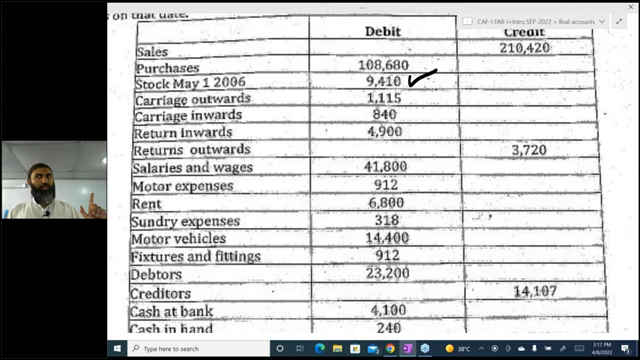 s on that date.
CAF-1 FAR-I+Intro SEP-2022 > final accounts
Debit Credit
Sales 210,420
Purchases 108,680
Stock May 1 2006 9,410
Carriage outwards 1,115
Carriage inwards 840
Return inwards 4,900
Returns outwards 3,720
Salaries and wages 41,800
Motor expenses 912
Rent 6,800
Sundry expenses 318
Motor vehicles 14,400
Fixtures and fittings 912
Debtors 23,200
Creditors 14,107
Cash at bank 4,100
Cash in hand 240
Type here to search
38°C
3:17 PM
4/8/2022